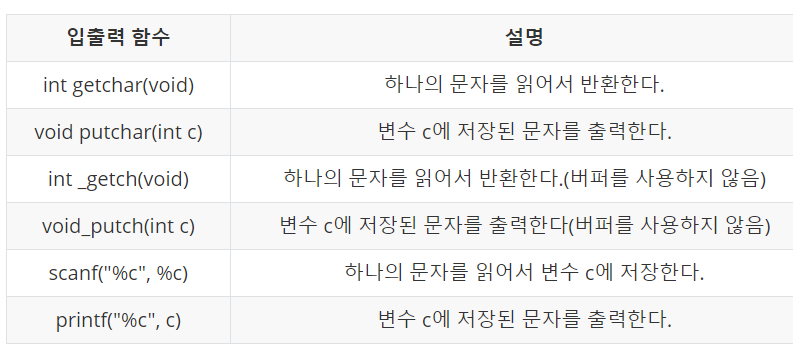 입출력 함수 설명
int getchar(void) 하나의 문자를 읽어서 반환한다.
void putchar(int c) 변수 c에 저장된 문자를 출력한다.
int _getch(void) 하나의 문자를 읽어서 반환한다.(버퍼를 사용하지 않음)
void_putch(int c) 변수 c에 저장된 문자를 출력한다(버퍼를 사용하지 않음)
scanf("%c", %c) 하나의 문자를 읽어서 변수 c에 저장한다.
printf("%c", c) 변수 c에 저장된 문자를 출력한다.